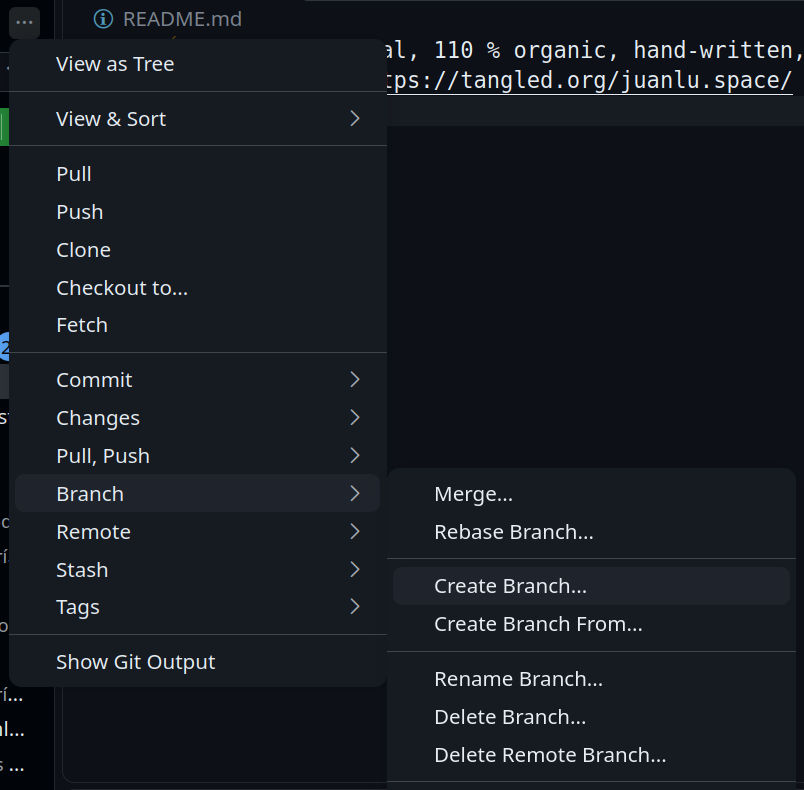 README.md
al, 110 % organic, hand-written,
tps://tangled.org/juanlu.space/
View as Tree
View & Sort
Pull
Push
Clone
Checkout to...
Fetch
Commit
Changes
Pull, Push
Branch
Remote
Stash
Tags
Show Git Output
Merge...
Rebase Branch...
Create Branch...
Create Branch From...
Rename Branch...
Delete Branch...
Delete Remote Branch...